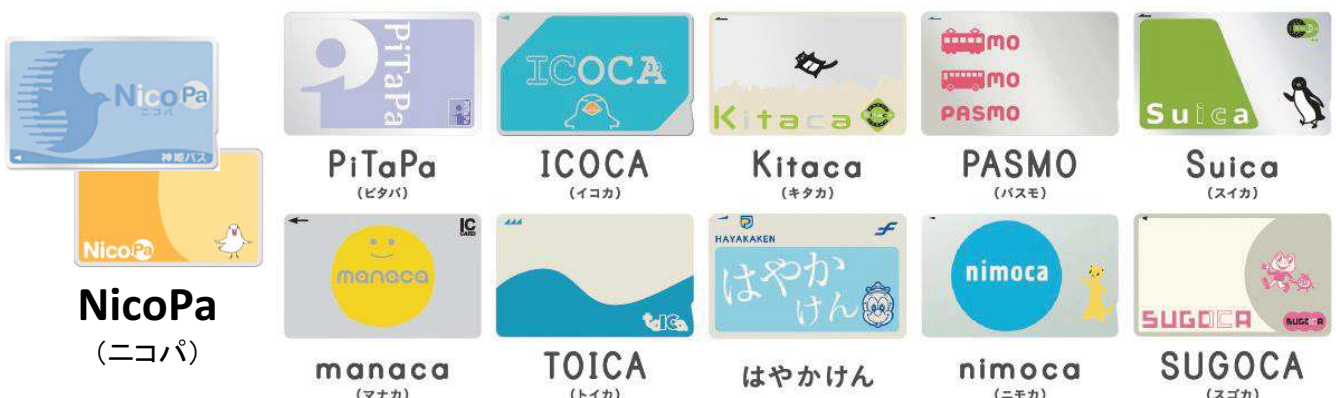 NicoPa
ニコパ
神姫バス
NicoPa
NicoPa
(ニコパ)
PiTaPa
PiTaPa
(ピタパ)
ICOCA
ICOCA
(イコカ)
Kitaca
Kitaca
(キタカ)
mo
mo
PASMO
PASMO
(パスモ)
Suica
Suica
(スイカ)
IC
CARD
manaca
manaca
(マナカ)
TOICA
TOICA
(トイカ)
HAYAKAKEN
はやか
けん
はやかけん
nimoca
nimoca
(ニモカ)
SUGOCA
SUGOCA
SUGOCA
(スゴカ)